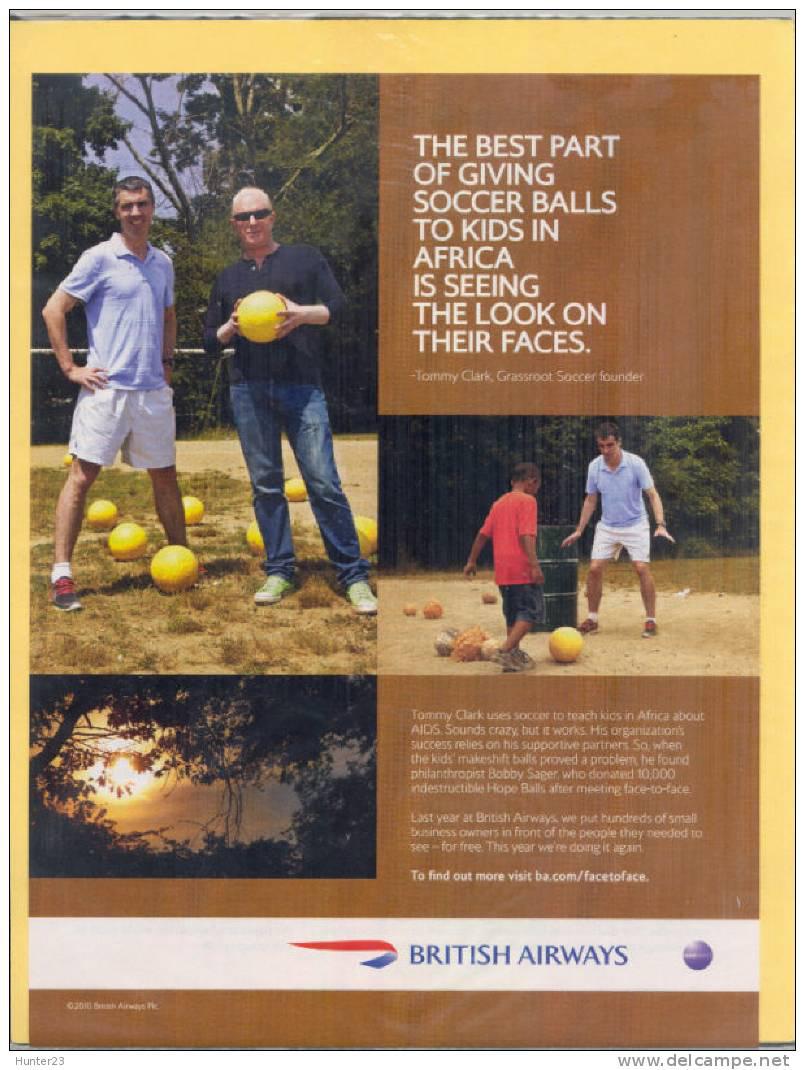 THE BEST PART
OF GIVING
SOCCER BALLS
TO KIDS IN
AFRICA
IS SEEING
THE LOOK ON
THEIR FACES.
-Tommy Clark, Grassroot Soccer founder
Tommy Clark uses soccer to teach kids in Africa about
AIDS. Sounds crazy, but it works. His organization's
success relies on his supportive partners. So, when
the kids' makeshift balls proved a problem, he found
philanthropist Bobby Sager, who donated 10,000
indestructible Hope Balls after meeting face-to-face.
Last year at British Airways, we put hundreds of small
business owners in front of the people they needed to
see – for free. This year we're doing it again.
To find out more visit ba.com/facetoface.
BRITISH AIRWAYS
©2010 British Airways Plc.
Hunter23
www.delcampe.net